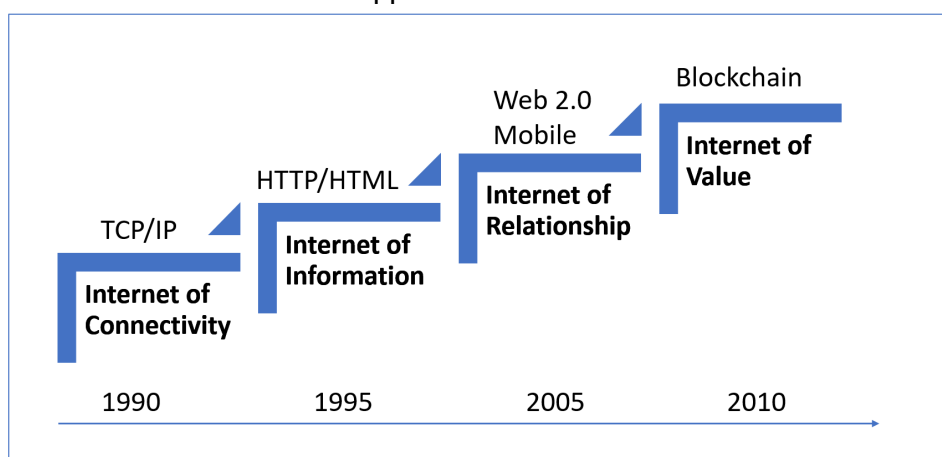 TCP/IP
Internet of
Connectivity
HTTP/HTML
Internet of
Information
Web 2.0
Mobile
Internet of
Relationship
Blockchain
Internet of
Value
1990
1995
2005
2010